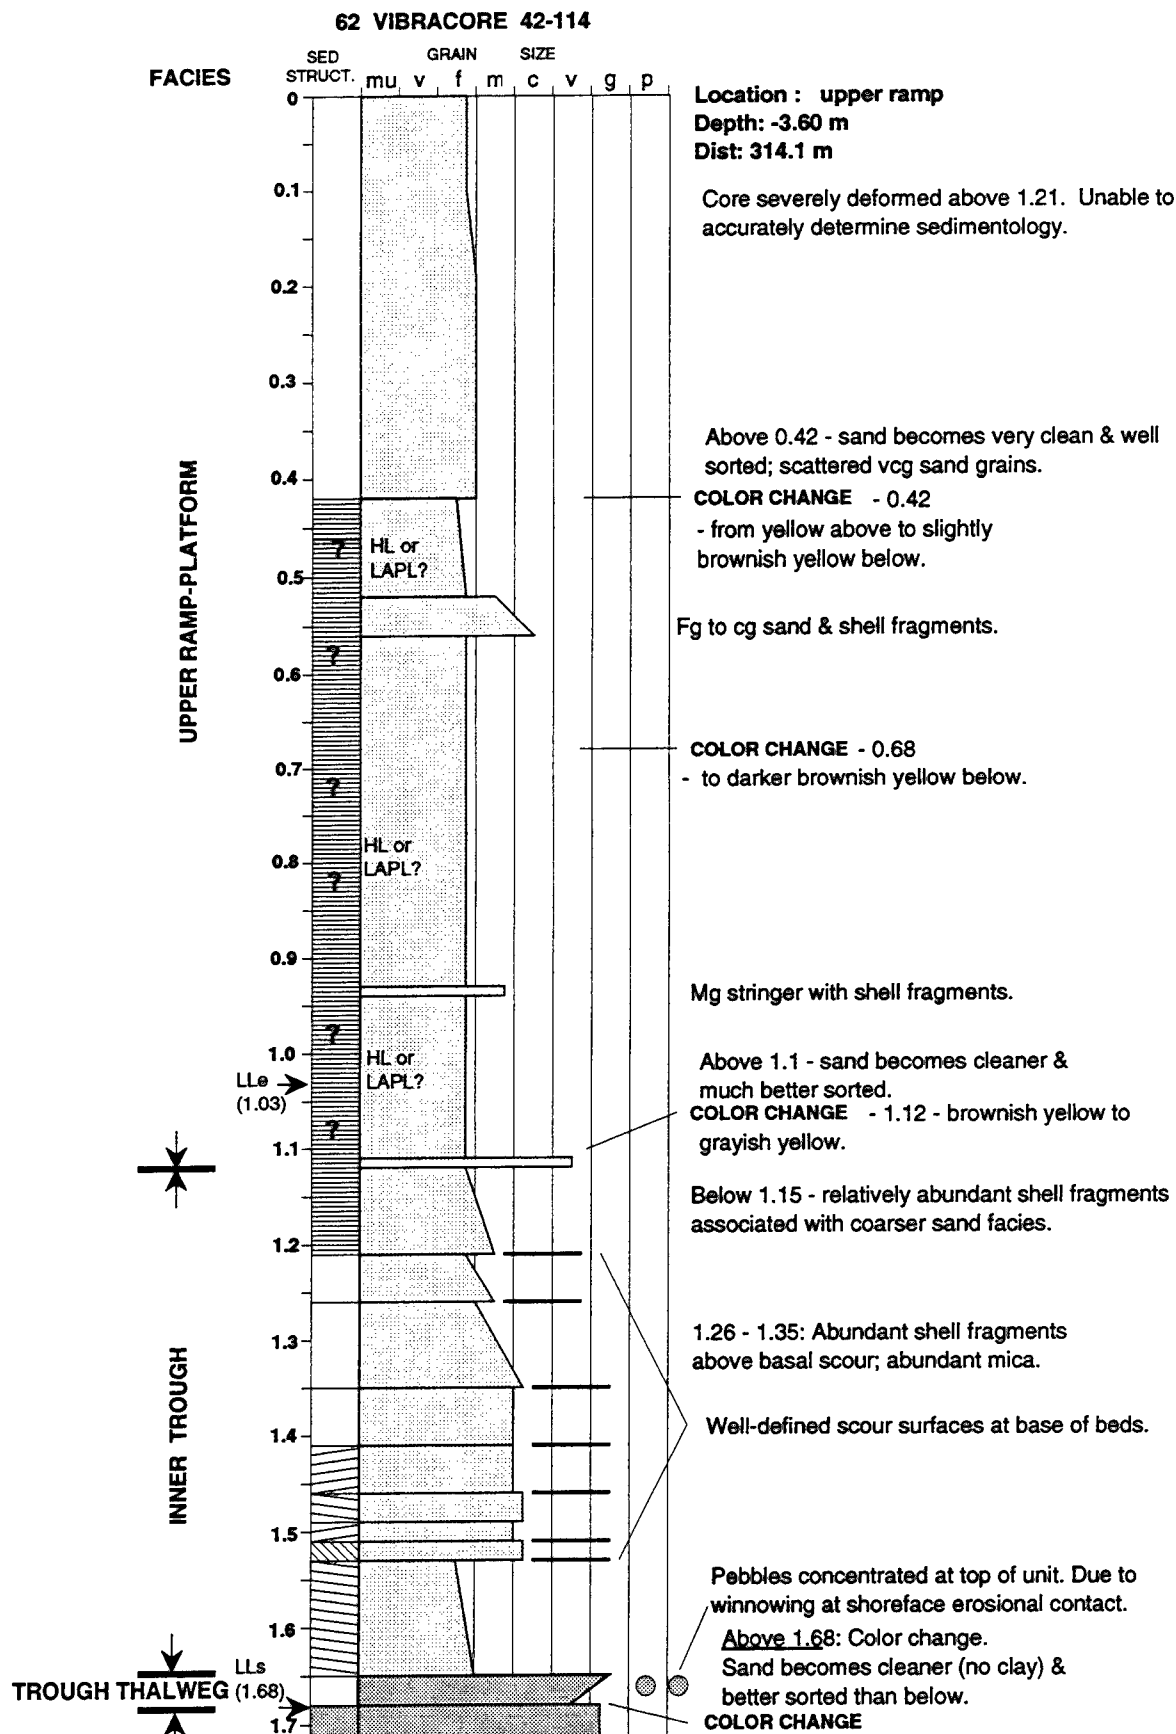 62 VIBRACORE 42-114
FACIES
SED STRUCT.
GRAIN SIZE
mu v f m c v g p
Location : upper ramp
Depth: -3.60 m
Dist: 314.1 m
0
0.1
Core severely deformed above 1.21. Unable to
accurately determine sedimentology.
0.2
0.3
Above 0.42 - sand becomes very clean & well
sorted; scattered vcg sand grains.
0.4
COLOR CHANGE - 0.42
- from yellow above to slightly
brownish yellow below.
UPPER RAMP-PLATFORM
?
HL or
LAPL?
0.5
Fg to cg sand & shell fragments.
?
0.6
COLOR CHANGE - 0.68
- to darker brownish yellow below.
0.7
?
HL or
LAPL?
0.8
?
0.9
Mg stringer with shell fragments.
?
1.0
HL or
LAPL?
LLe
(1.03)
Above 1.1 - sand becomes cleaner &
much better sorted.
COLOR CHANGE - 1.12 - brownish yellow to
grayish yellow.
?
1.1
Below 1.15 - relatively abundant shell fragments
associated with coarser sand facies.
1.2
1.26 - 1.35: Abundant shell fragments
above basal scour; abundant mica.
1.3
INNER TROUGH
Well-defined scour surfaces at base of beds.
1.4
1.5
Pebbles concentrated at top of unit. Due to
winnowing at shoreface erosional contact.
1.6
Above 1.68: Color change.
Sand becomes cleaner (no clay) &
better sorted than below.
LLs
TROUGH THALWEG (1.68)
COLOR CHANGE
1.7